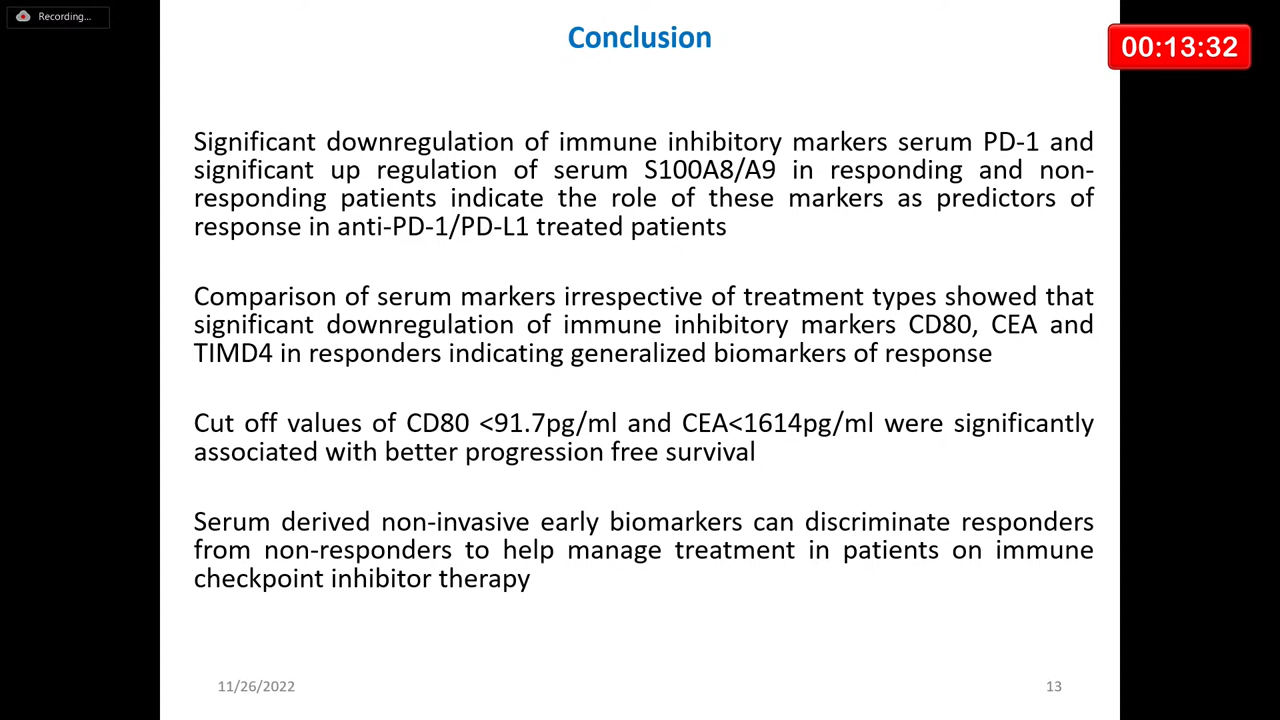 Recording...
Conclusion
00:13:32
Significant downregulation of immune inhibitory markers serum PD-1 and
significant up regulation of serum S100A8/A9 in responding and non-
responding patients indicate the role of these markers as predictors of
response in anti-PD-1/PD-L1 treated patients
Comparison of serum markers irrespective of treatment types showed that
significant downregulation of immune inhibitory markers CD80, CEA and
TIMD4 in responders indicating generalized biomarkers of response
Cut off values of CD80 <91.7pg/ml and CEA<1614pg/ml were significantly
associated with better progression free survival
Serum derived non-invasive early biomarkers can discriminate responders
from non-responders to help manage treatment in patients on immune
checkpoint inhibitor therapy
11/26/2022
13